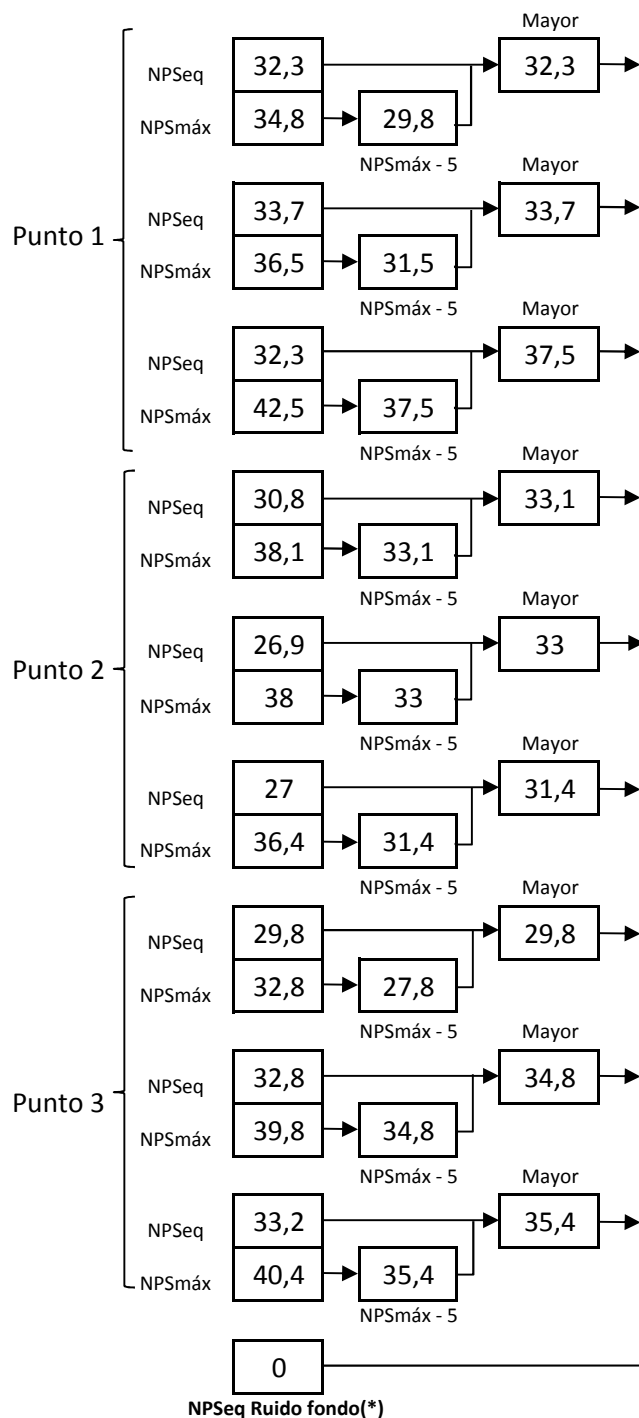 Mayor
NPSeq 32,3 32,3
NPSmáx 34,8 29,8
NPSmáx - 5
Mayor
Punto 1
NPSeq 33,7 33,7
NPSmáx 36,5 31,5
NPSmáx - 5
Mayor
NPSeq 32,3 37,5
NPSmáx 42,5 37,5
NPSmáx - 5
Mayor
NPSeq 30,8 33,1
NPSmáx 38,1 33,1
NPSmáx - 5
Mayor
Punto 2
NPSeq 26,9 33
NPSmáx 38 33
NPSmáx - 5
Mayor
NPSeq 27 31,4
NPSmáx 36,4 31,4
NPSmáx - 5
Mayor
NPSeq 29,8 29,8
NPSmáx 32,8 27,8
NPSmáx - 5
Mayor
Punto 3
NPSeq 32,8 34,8
NPSmáx 39,8 34,8
NPSmáx - 5
Mayor
NPSeq 33,2 35,4
NPSmáx 40,4 35,4
NPSmáx - 5
0
NPSeq Ruido fondo(*)